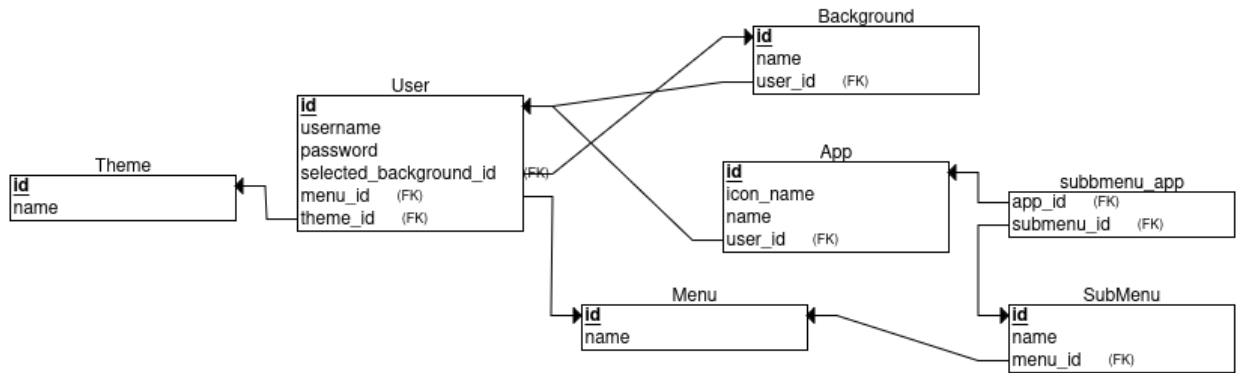 Background
id
name
user_id (FK)
User
id
username
password
selected_background_id (FK)
menu_id (FK)
theme_id (FK)
Theme
id
name
App
id
icon_name
name
user_id (FK)
subbmenu_app
app_id (FK)
submenu_id (FK)
Menu
id
name
SubMenu
id
name
menu_id (FK)